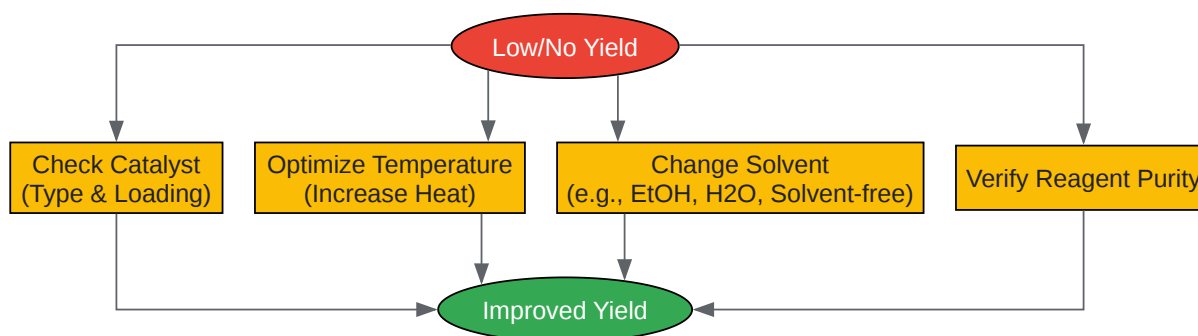 Low/No Yield
Check Catalyst
(Type & Loading)
Optimize Temperature
(Increase Heat)
Change Solvent
(e.g., EtOH, H2O, Solvent-free)
Verify Reagent Purity
Improved Yield